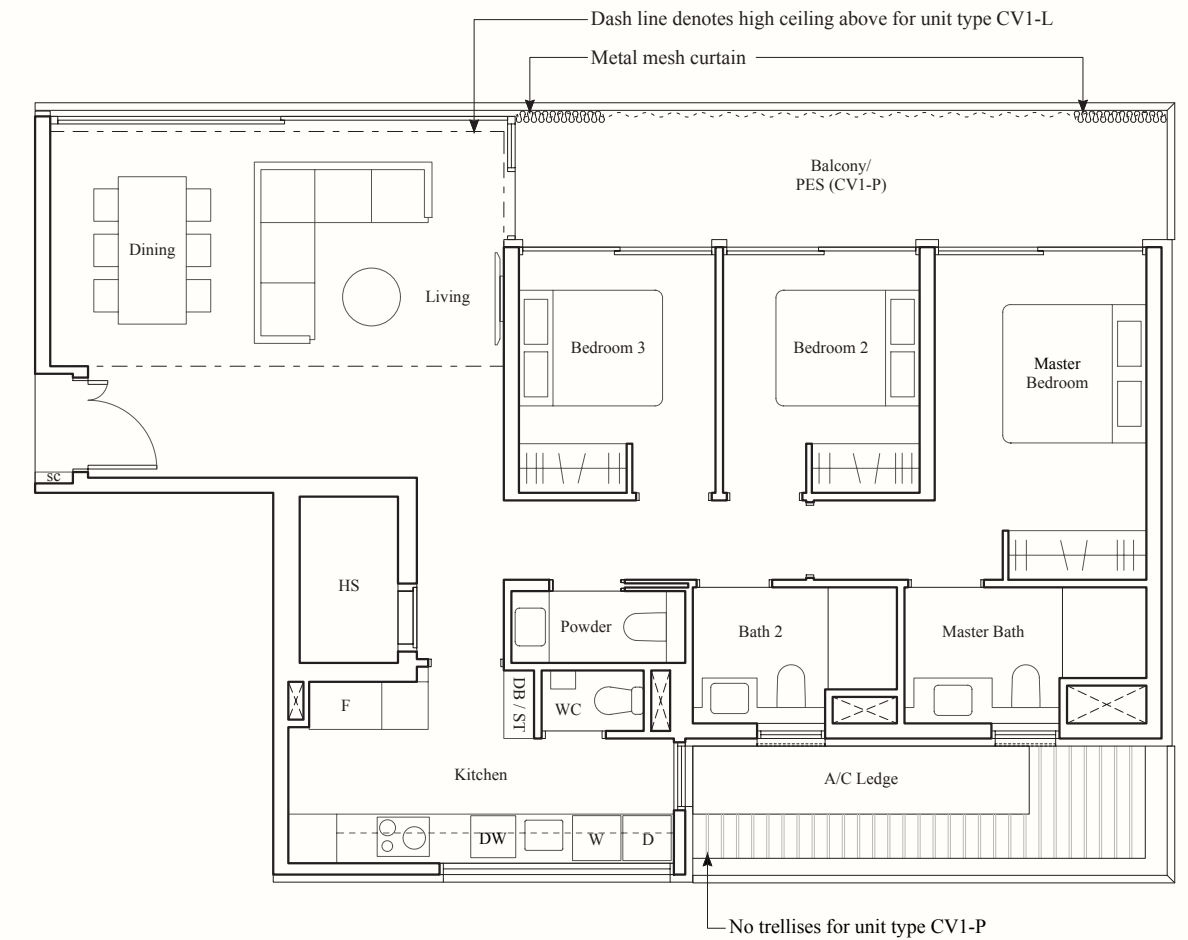 Dash line denotes high ceiling above for unit type CV1-L
Metal mesh curtain
Balcony/
PES (CV1-P)
Dining
Living
Bedroom 3
Bedroom 2
Master
Bedroom
sc
HS
Powder
Bath 2
Master Bath
F
DB / ST
WC
Kitchen
A/C Ledge
DW
W
D
No trellises for unit type CV1-P